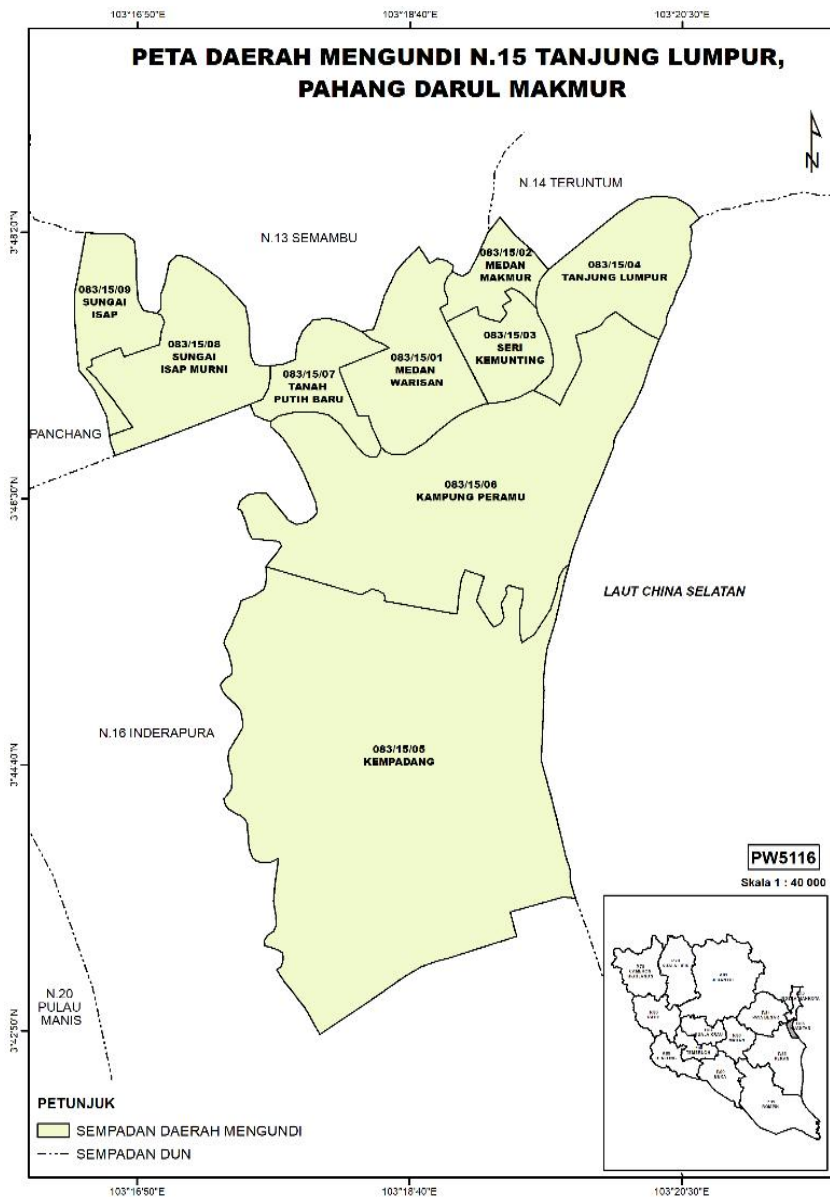 103°16'50"E
103°18'40"E
103°20'30"E
PETA DAERAH MENGUNDI N.15 TANJUNG LUMPUR,
PAHANG DARUL MAKMUR
N
N.14 TERUNTUM
N.13 SEMAMBU
3°48'20"N
083/15/02
MEDAN
MAKMUR
083/15/04
TANJUNG LUMPUR
083/15/09
SUNGAI
ISAP
083/15/08
SUNGAI
ISAP MURNI
083/15/03
SERI
KEMUNTING
083/15/01
MEDAN
WARISAN
083/15/07
TANAH
PUTIH BARU
PANCHANG
3°46'30"N
083/15/06
KAMPUNG PERAMU
LAUT CHINA SELATAN
N.16 INDERAPURA
083/15/05
KEMPADANG
3°44'40"N
PW5116
Skala 1 : 40 000
N.20
PULAU
MANIS
3°42'50"N
PETUNJUK
SEMPADAN DAERAH MENGUNDI
SEMPADAN DUN
103°16'50"E
103°18'40"E
103°20'30"E